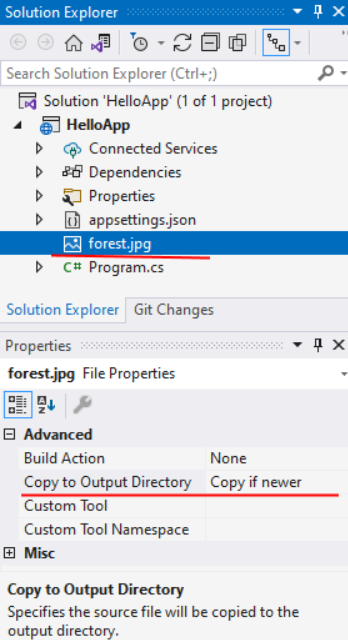 Solution Explorer
Search Solution Explorer (Ctrl+;)
Solution 'HelloApp' (1 of 1 project)
HelloApp
Connected Services
Dependencies
Properties
appsettings.json
forest.jpg
C# Program.cs
Solution Explorer Git Changes
Properties
forest.jpg File Properties
Advanced
Build Action None
Copy to Output Directory Copy if newer
Custom Tool
Custom Tool Namespace
Misc
Copy to Output Directory
Specifies the source file will be copied to the
output directory.